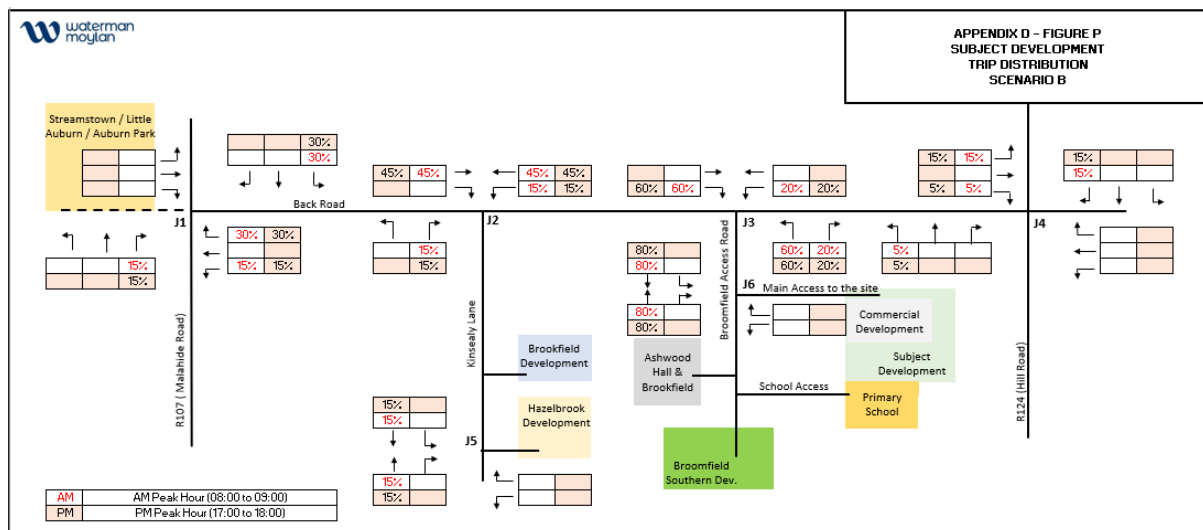 waterman
moylan
APPENDIX D - FIGURE P
SUBJECT DEVELOPMENT
TRIP DISTRIBUTION
SCENARIO B
Streamstown / Little
Auburn / Auburn Park
30%
30%
45% 45%
45% 45%
15% 15%
60% 60%
20% 20%
15% 15%
5% 5%
15%
15%
Back Road
J1
J2
J3
J4
30% 30%
15% 15%
15%
15%
15%
15%
80%
80%
60% 20%
60% 20%
5%
5%
J6
Main Access to the site
80%
80%
Commercial
Development
Subject
Development
R107 ( Malahide Road)
Kinsealy Lane
Broomfield Access Road
R124 (Hill Road)
Brookfield
Development
Ashwood
Hall &
Brookfield
School Access
Primary
School
15%
15%
Hazelbrook
Development
J5
15%
15%
Broomfield
Southern Dev.
AM AM Peak Hour (08:00 to 09:00)
PM PM Peak Hour (17:00 to 18:00)